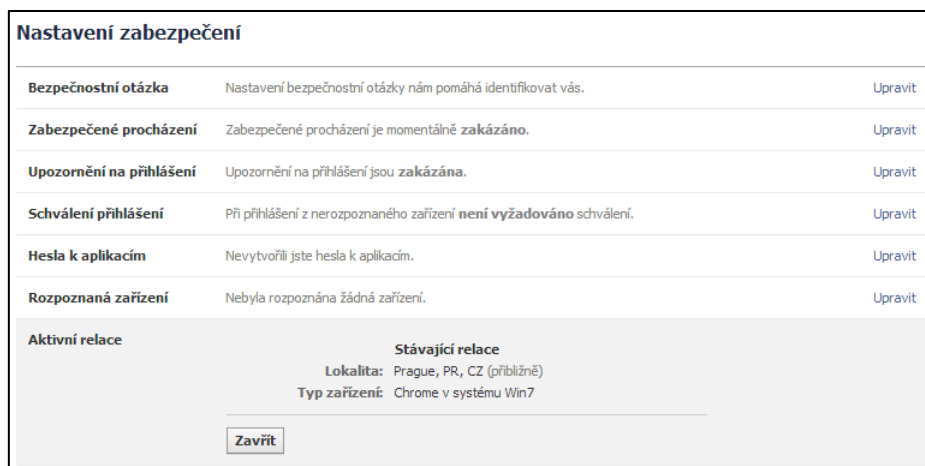 Nastavení zabezpečení
Bezpečnostní otázka Nastavení bezpečnostní otázky nám pomáhá identifikovat vás. Upravit
Zabezpečené procházení Zabezpečené procházení je momentálně zakázáno. Upravit
Upozornění na přihlášení Upozornění na přihlášení jsou zakázána. Upravit
Schválení přihlášení Při přihlášení z nerozpoznaného zařízení není vyžadováno schválení. Upravit
Hesla k aplikacím Nevytvořili jste hesla k aplikacím. Upravit
Rozpoznaná zařízení Nebyla rozpoznána žádná zařízení. Upravit
Aktivní relace
Stávající relace
Lokalita: Prague, PR, CZ (přibližně)
Typ zařízení: Chrome v systému Win7
Zavřít